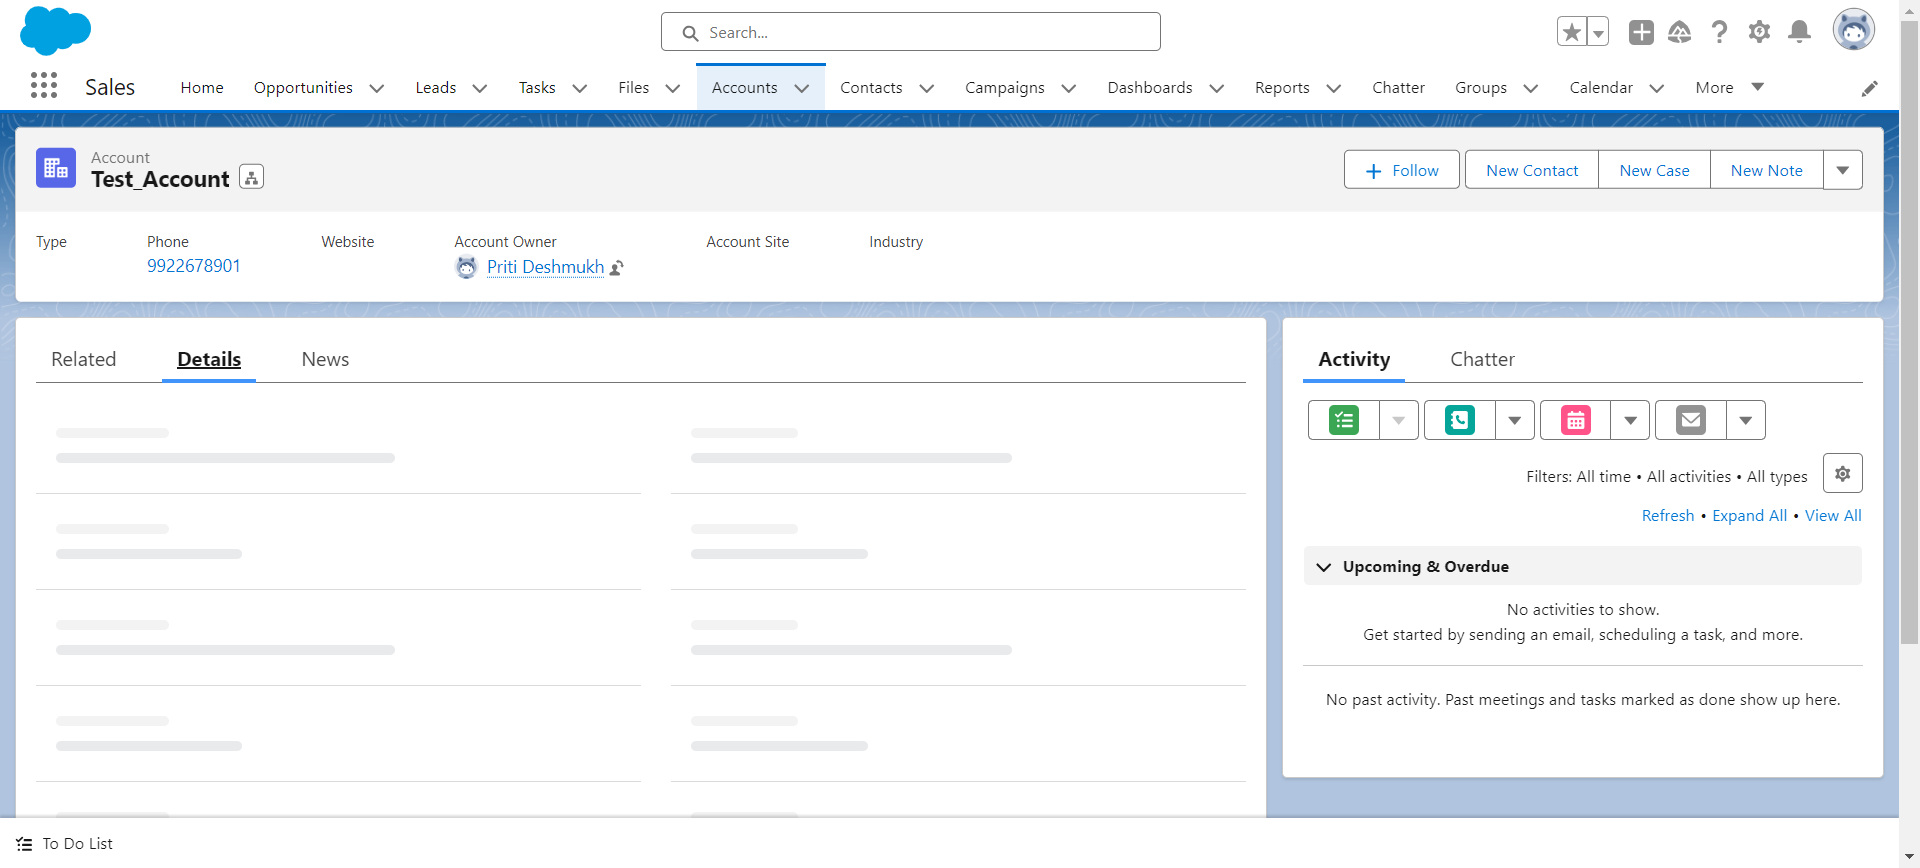 Search...
Sales
Home
Opportunities
Leads
Tasks
Files
Accounts
Contacts
Campaigns
Dashboards
Reports
Chatter
Groups
Calendar
More
Account
Test_Account
Follow
New Contact
New Case
New Note
Type
Phone
Website
Account Owner
Account Site
Industry
9922678901
Priti Deshmukh
Related
Details
News
Activity
Chatter
Filters: All time • All activities • All types
Refresh • Expand All • View All
Upcoming & Overdue
No activities to show.
Get started by sending an email, scheduling a task, and more.
No past activity. Past meetings and tasks marked as done show up here.
To Do List